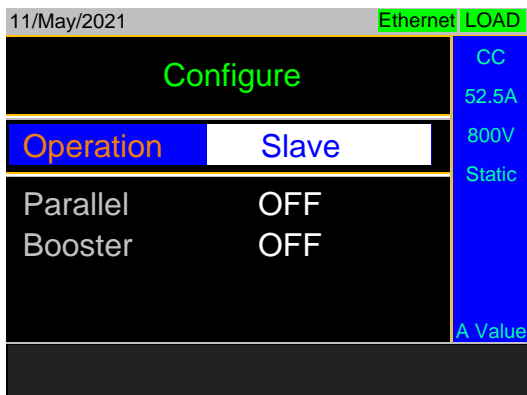 11/May/2021 Ethernet LOAD
Configure
CC
52.5A
800V
Static
A Value
Operation Slave
Parallel OFF
Booster OFF